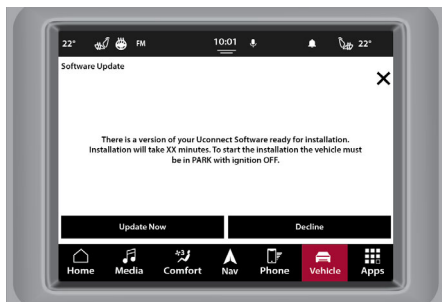 22° FM 10:01 22°
Software Update
There is a version of your Uconnect Software ready for installation.
Installation will take XX minutes. To start the installation the vehicle must
be in PARK with ignition OFF.
Update Now Decline
Home Media Comfort Nav Phone Vehicle Apps